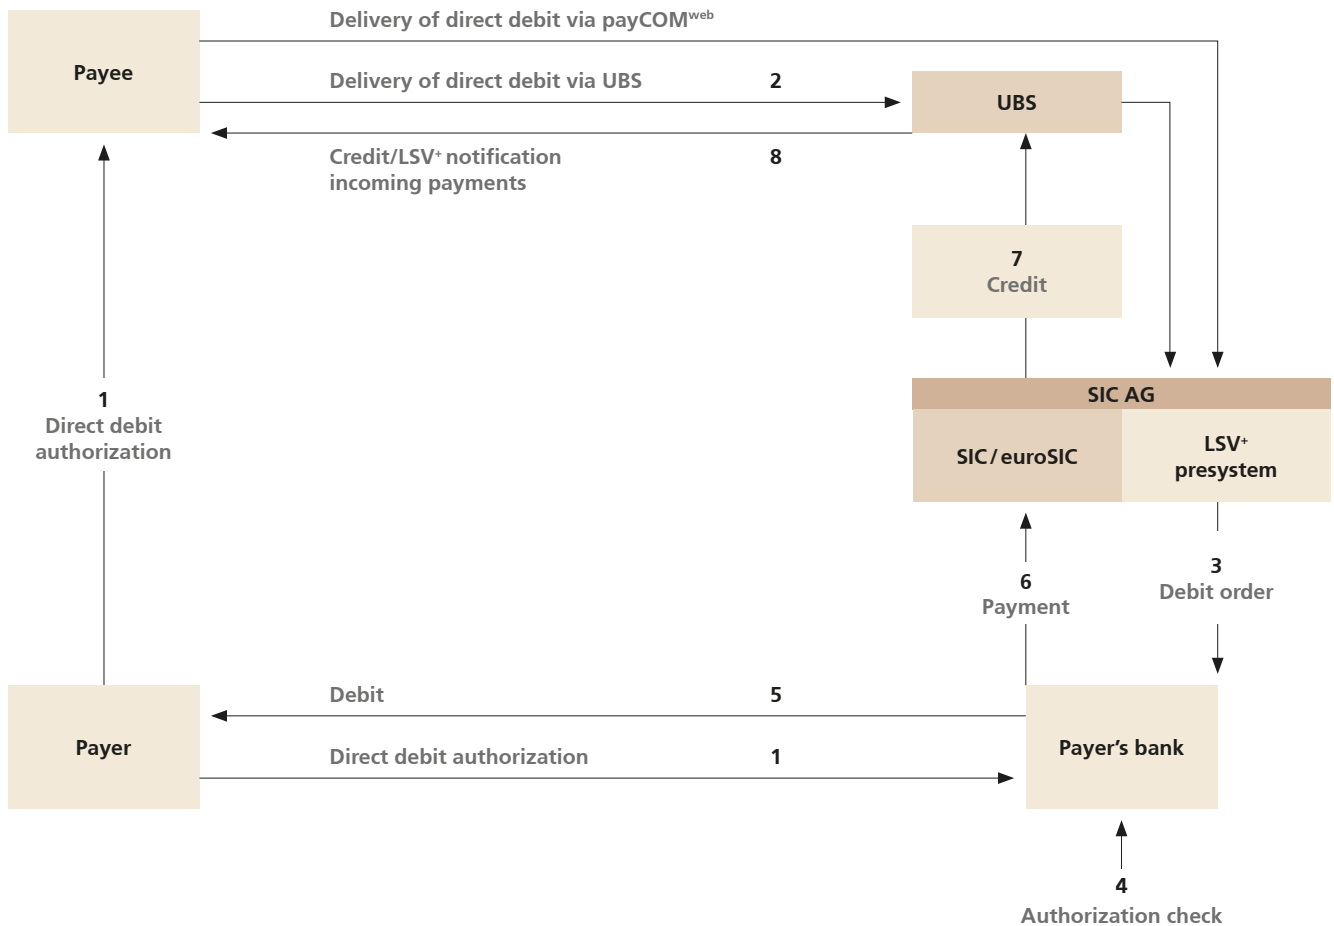 Delivery of direct debit via payCOMweb
Payee
Delivery of direct debit via UBS 2
UBS
Credit/LSV+ notification 8
incoming payments
7
Credit
1
Direct debit
authorization
SIC AG
SIC/euroSIC
LSV+
presystem
6
Payment
3
Debit order
Debit 5
Payer
Direct debit authorization 1
Payer’s bank
4
Authorization check